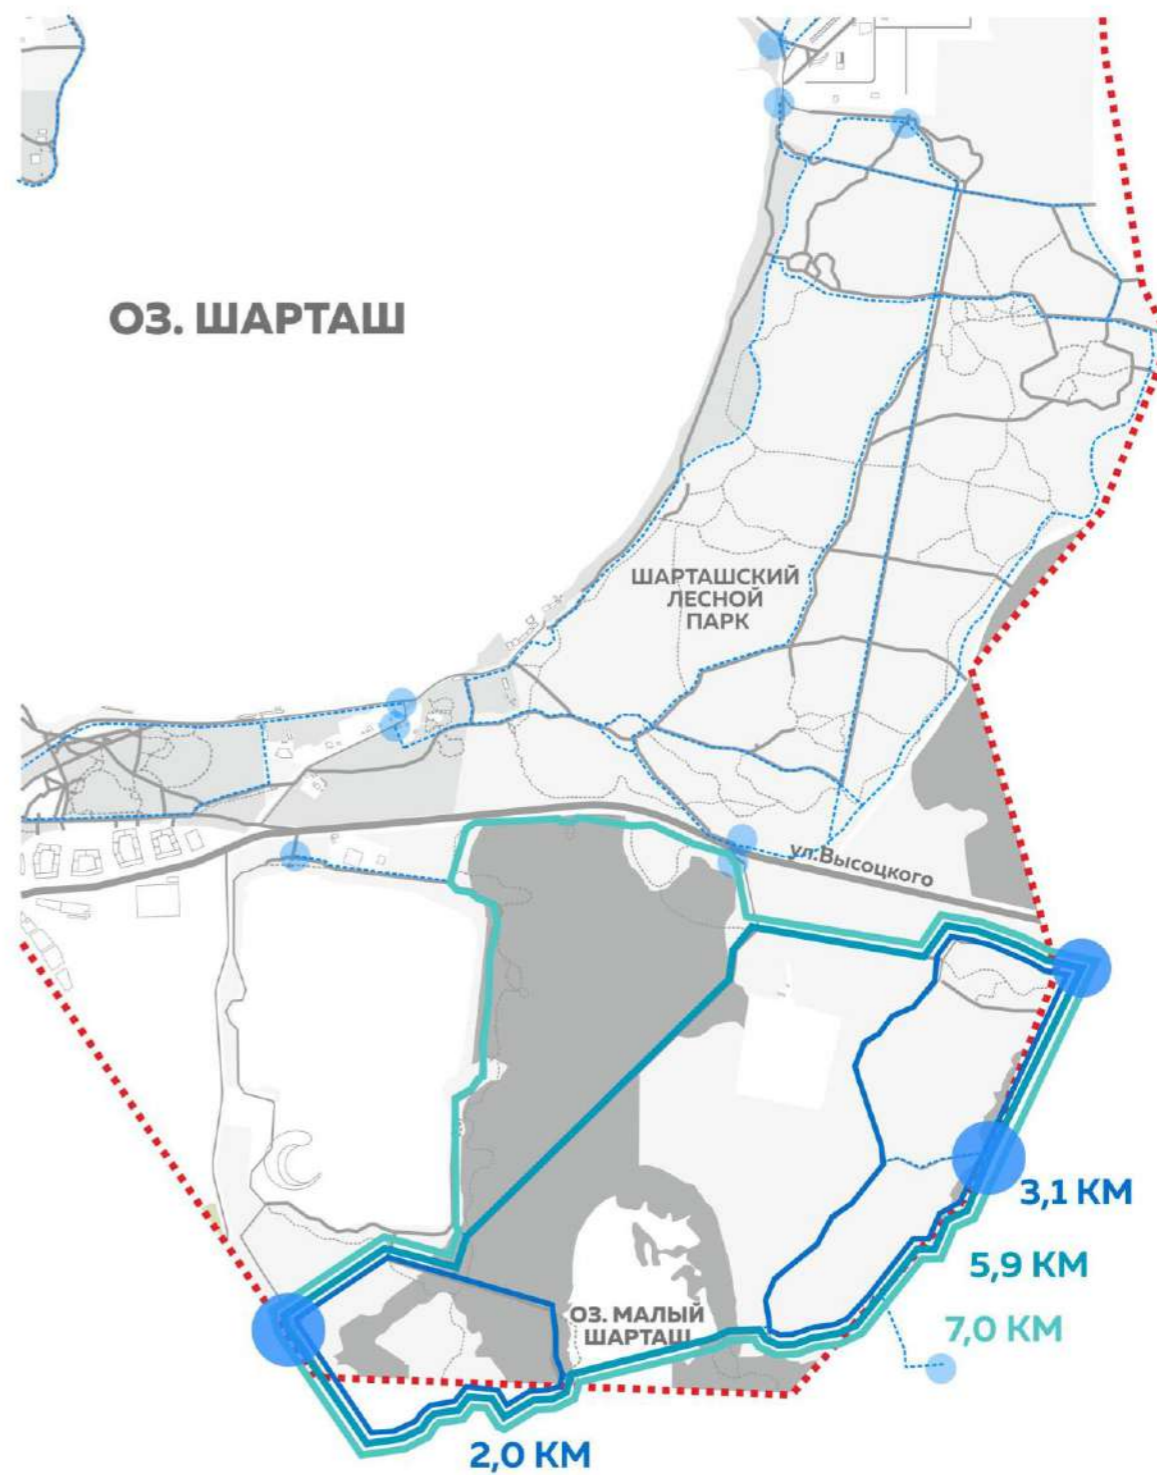 ОЗ. ШАРТАШ
ШАРТАШСКИЙ
ЛЕСНОЙ
ПАРК
ул.Высоцкого
3,1 КМ
5,9 КМ
ОЗ. МАЛЫЙ
ШАРТАШ
7,0 КМ
2,0 КМ